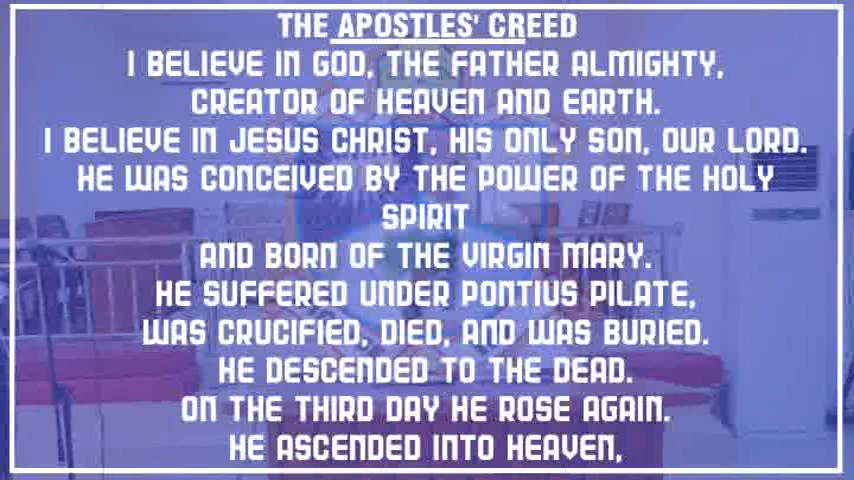 THE APOSTLES' CREED
I BELIEVE IN GOD, THE FATHER ALMIGHTY,
CREATOR OF HEAVEN AND EARTH.
I BELIEVE IN JESUS CHRIST, HIS ONLY SON, OUR LORD.
HE WAS CONCEIVED BY THE POWER OF THE HOLY
SPIRIT
AND BORN OF THE VIRGIN MARY.
HE SUFFERED UNDER PONTIUS PILATE,
WAS CRUCIFIED, DIED, AND WAS BURIED.
HE DESCENDED TO THE DEAD.
ON THE THIRD DAY HE ROSE AGAIN.
HE ASCENDED INTO HEAVEN,